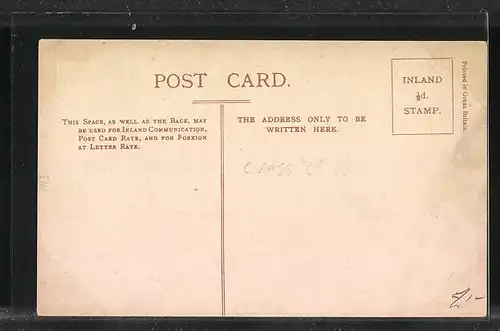 POST CARD.
THIS SPACE, AS WELL AS THE BACK, MAY
BE USED FOR INLAND COMMUNICATION,
POST CARD RATE, AND FOR FOREIGN
AT LETTER RATE.
THE ADDRESS ONLY TO BE
WRITTEN HERE.
INLAND
½d.
STAMP.
Printed in Great Britain.
CLASS